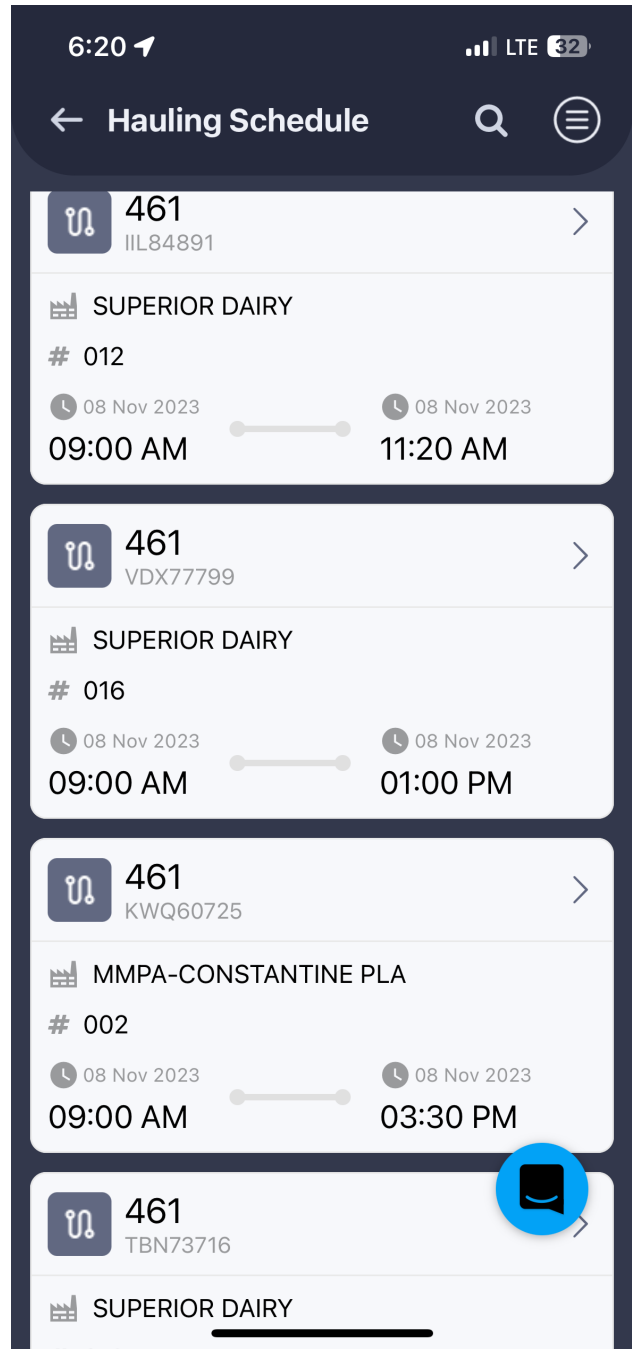 6:20 LTE 32
Hauling Schedule
461
IIL84891
SUPERIOR DAIRY
# 012
08 Nov 2023 08 Nov 2023
09:00 AM 11:20 AM
461
VDX77799
SUPERIOR DAIRY
# 016
08 Nov 2023 08 Nov 2023
09:00 AM 01:00 PM
461
KWQ60725
MMPA-CONSTANTINE PLA
# 002
08 Nov 2023 08 Nov 2023
09:00 AM 03:30 PM
461
TBN73716
SUPERIOR DAIRY